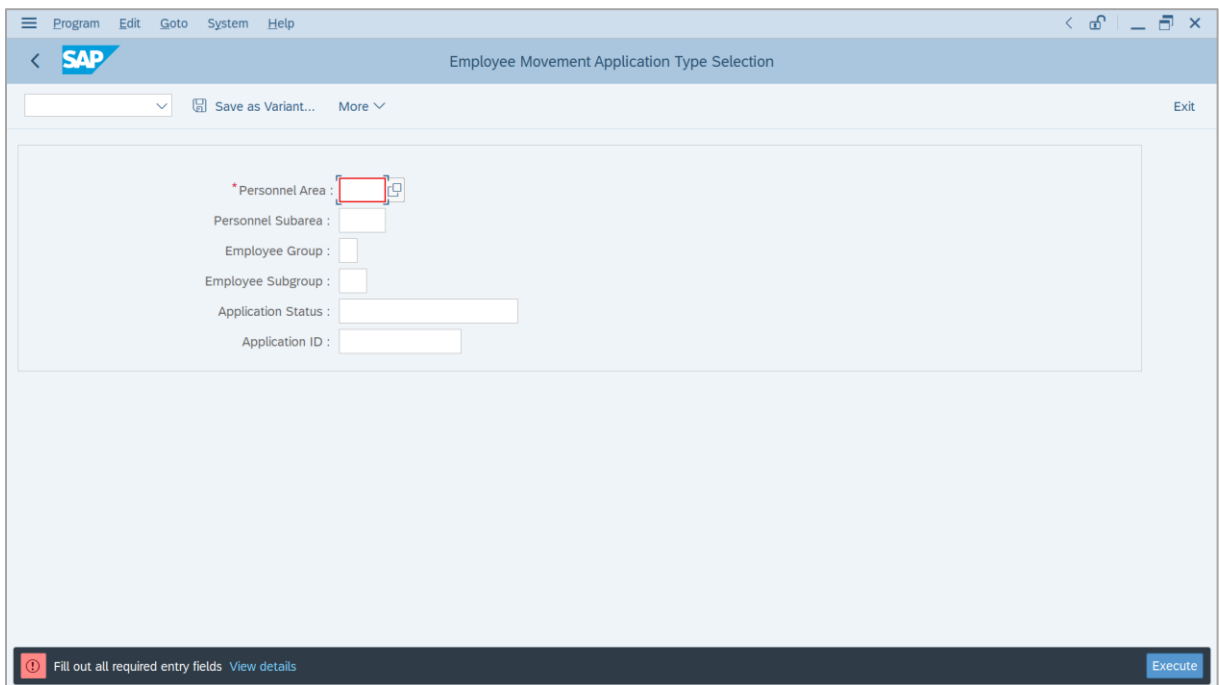 Program Edit Goto System Help
SAP Employee Movement Application Type Selection
Save as Variant... More Exit
*Personnel Area :
Personnel Subarea :
Employee Group :
Employee Subgroup :
Application Status :
Application ID :
Fill out all required entry fields View details Execute